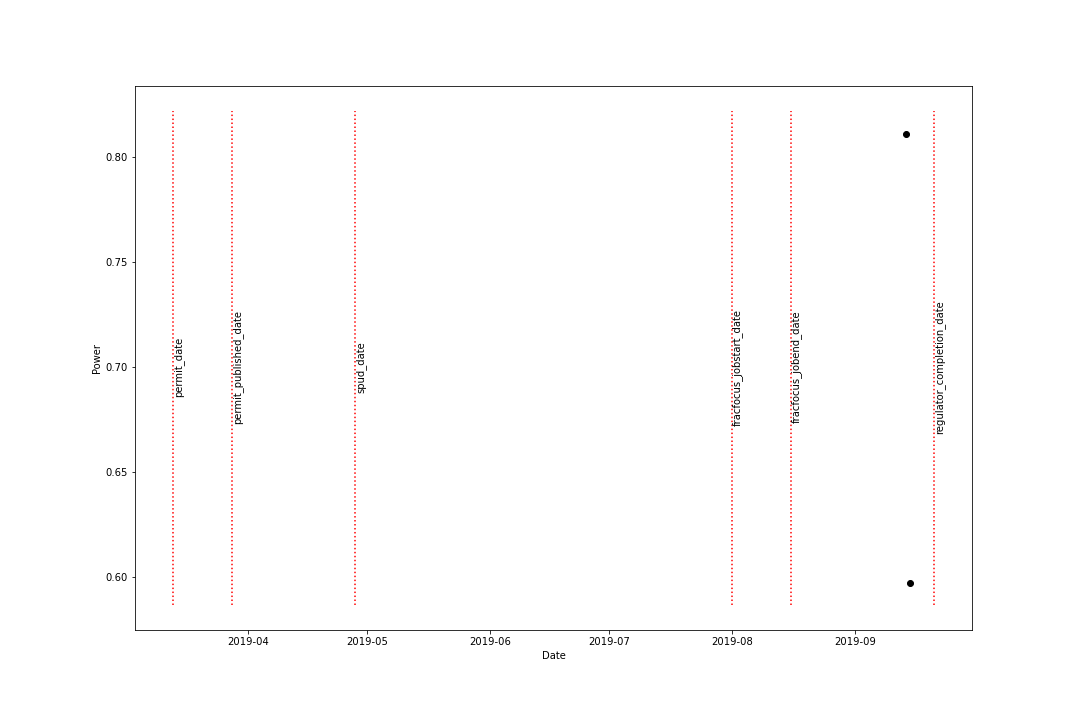 0.80
0.75
0.70
0.65
0.60
Power
permit_date
permit_published_date
spud_date
fracfocus_jobstart_date
fracfocus_jobend_date
regulator_completion_date
2019-04
2019-05
2019-06
2019-07
2019-08
2019-09
Date